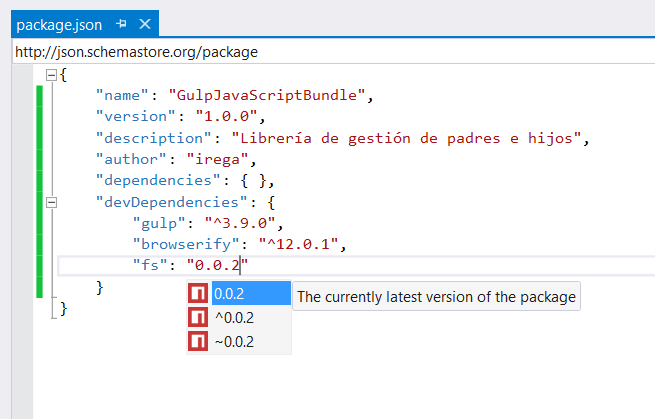 package.json
http://json.schemastore.org/package
{
"name": "GulpJavaScriptBundle",
"version": "1.0.0",
"description": "Librería de gestión de padres e hijos",
"author": "irega",
"dependencies": { },
"devDependencies": {
"gulp": "^3.9.0",
"browserify": "^12.0.1",
"fs": "0.0.2"
}
0.0.2 The currently latest version of the package
}
^0.0.2
~0.0.2